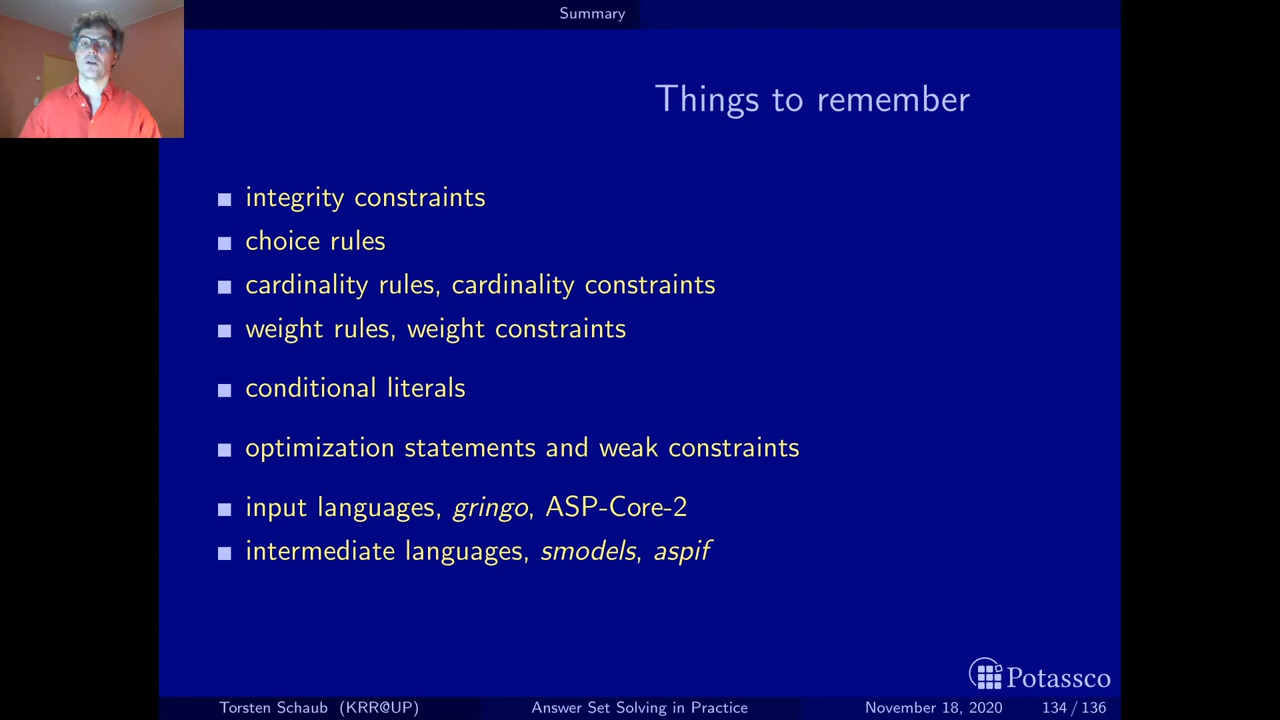 Summary
Things to remember
integrity constraints
choice rules
cardinality rules, cardinality constraints
weight rules, weight constraints
conditional literals
optimization statements and weak constraints
input languages, gringo, ASP-Core-2
intermediate languages, smodels, aspif
Potassco
Torsten Schaub (KRR@UP) Answer Set Solving in Practice November 18, 2020 134 / 136